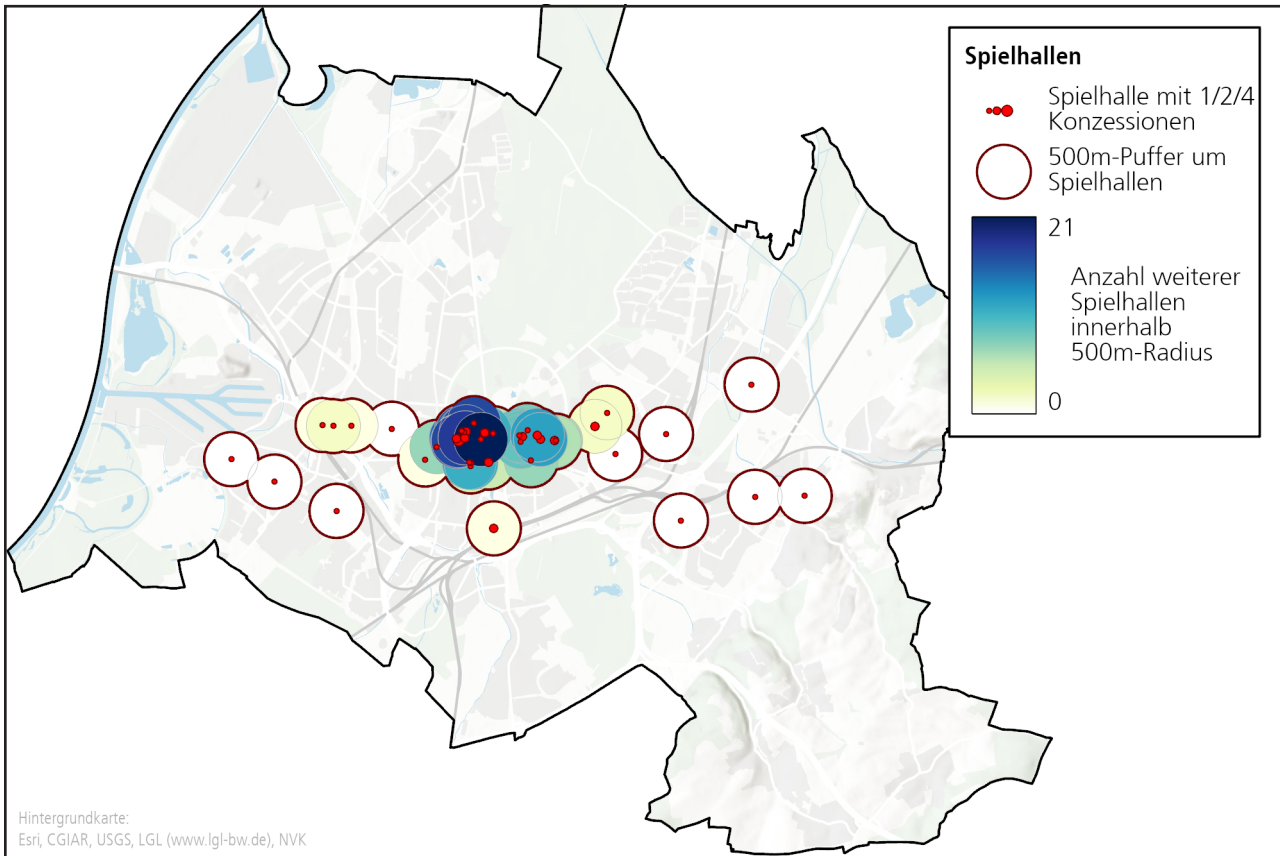 Spielhallen
Spielhalle mit 1/2/4
Konzessionen
500m-Puffer um
Spielhallen
21
Anzahl weiterer
Spielhallen
innerhalb
500m-Radius
0
Hintergrundkarte:
Esri, CGIAR, USGS, LGL (www.lgl-bw.de), NVK